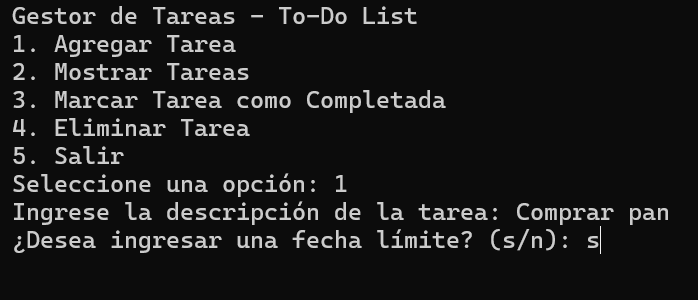 Gestor de Tareas - To-Do List
1. Agregar Tarea
2. Mostrar Tareas
3. Marcar Tarea como Completada
4. Eliminar Tarea
5. Salir
Seleccione una opción: 1
Ingrese la descripción de la tarea: Comprar pan
¿Desea ingresar una fecha límite? (s/n): s